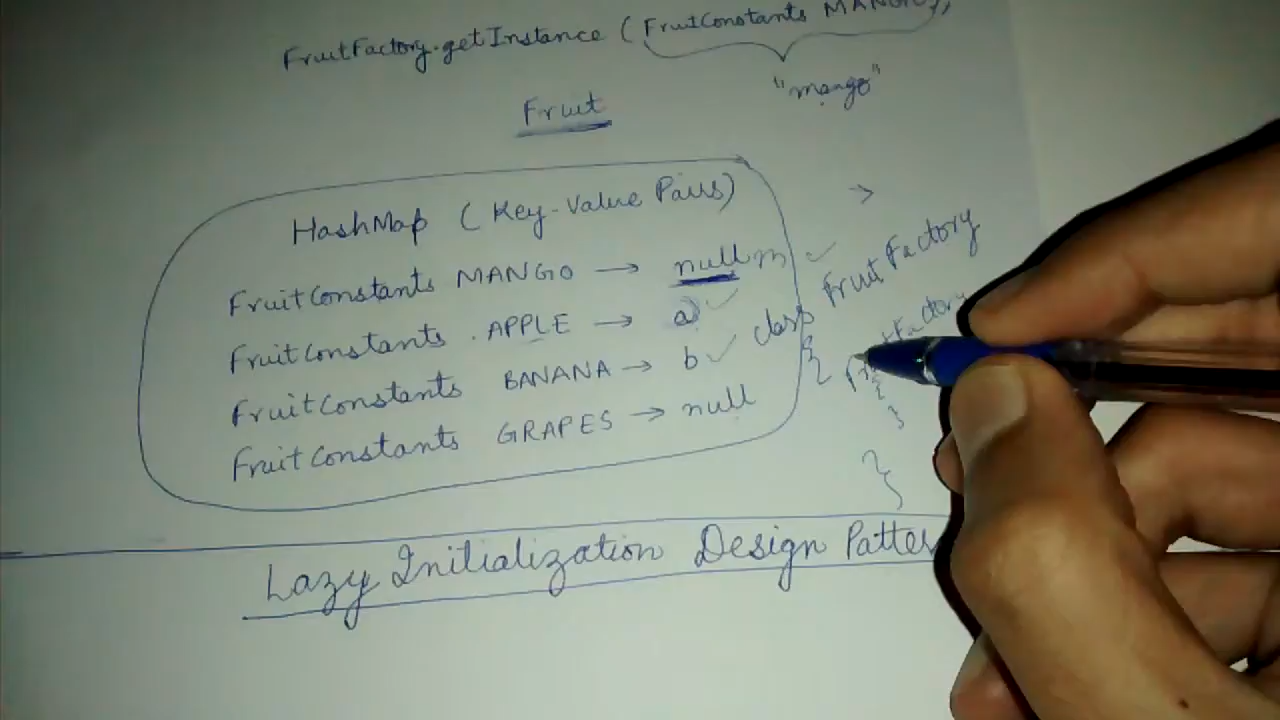 FruitFactory.getInstance (FruitConstants MANGO);
"mango"
Fruit
HashMap (Key-Value Pairs)
FruitConstants MANGO → null m ✓
FruitConstants .APPLE → a ✓
FruitConstants BANANA → b ✓
FruitConstants GRAPES → null
class FruitFactory
{
{
}
}
Lazy Initialization Design